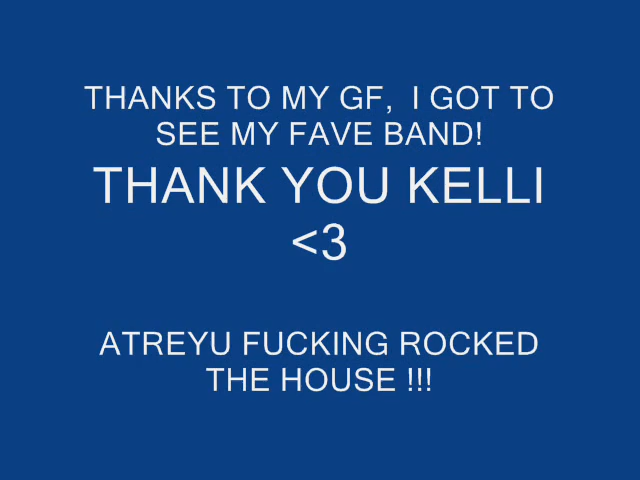 THANKS TO MY GF,  I GOT TO
SEE MY FAVE BAND!
THANK YOU KELLI
<3
ATREYU FUCKING ROCKED
THE HOUSE !!!